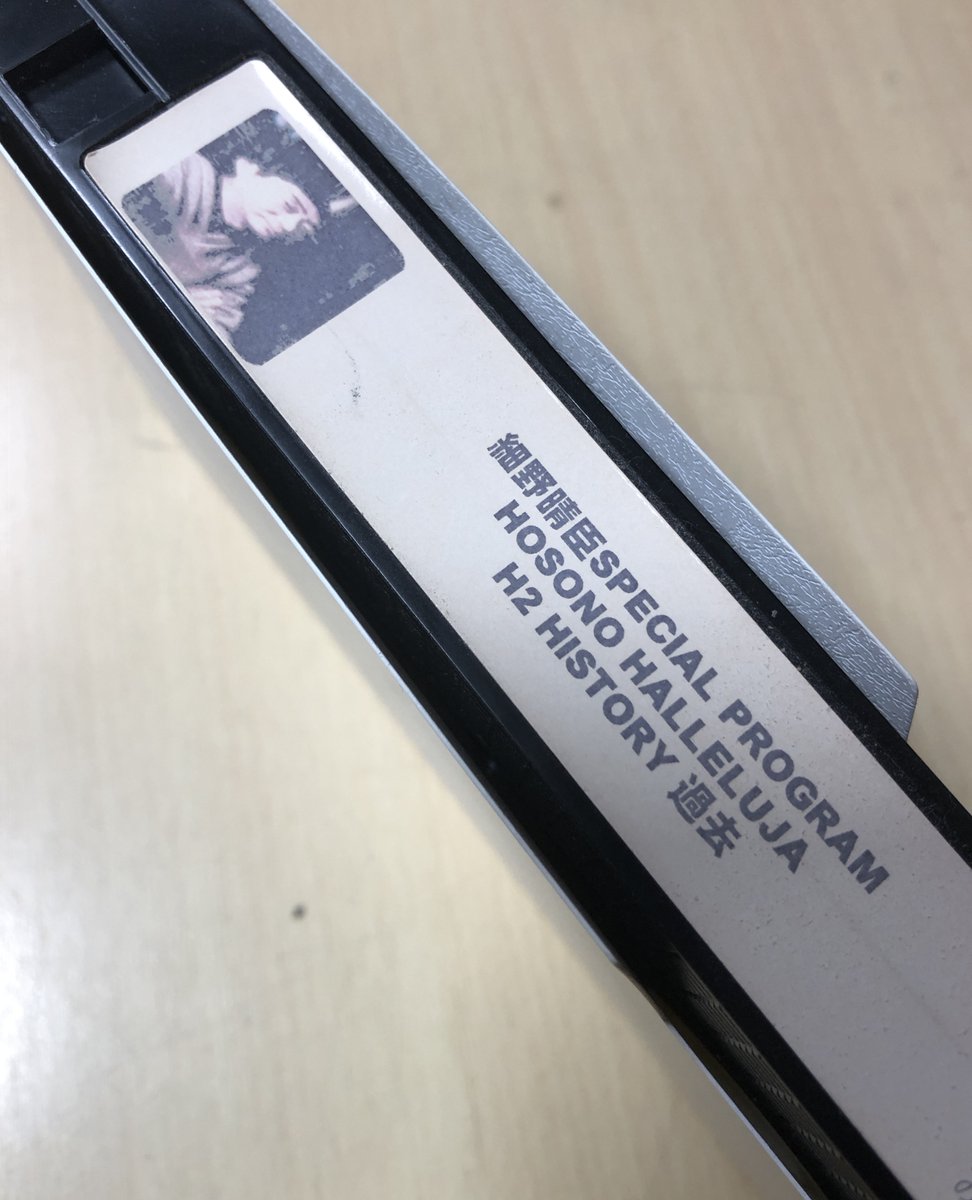 細野晴臣SPECIAL PROGRAM
HOSONO HALLELUJA
H2 HISTORY 過去